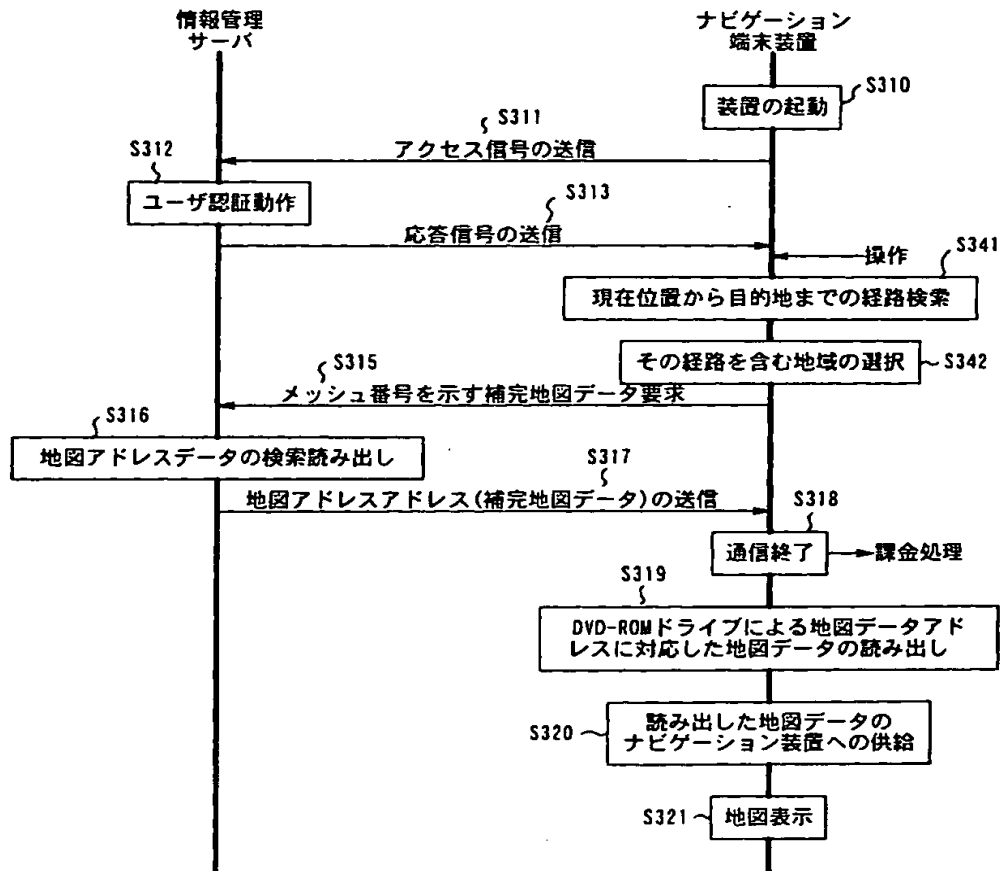 情報管理
サーバ
ナビゲーション
端末装置
S310
装置の起動
S311
アクセス信号の送信
S312
ユーザ認証動作
S313
応答信号の送信
操作
S341
現在位置から目的地までの経路検索
その経路を含む地域の選択
S342
S315
メッシュ番号を示す補完地図データ要求
S316
地図アドレスデータの検索読み出し
S317
地図アドレスアドレス(補完地図データ)の送信
S318
通信終了
課金処理
S319
DVD-ROMドライブによる地図データアド
レスに対応した地図データの読み出し
S320
読み出した地図データの
ナビゲーション装置への供給
S321
地図表示